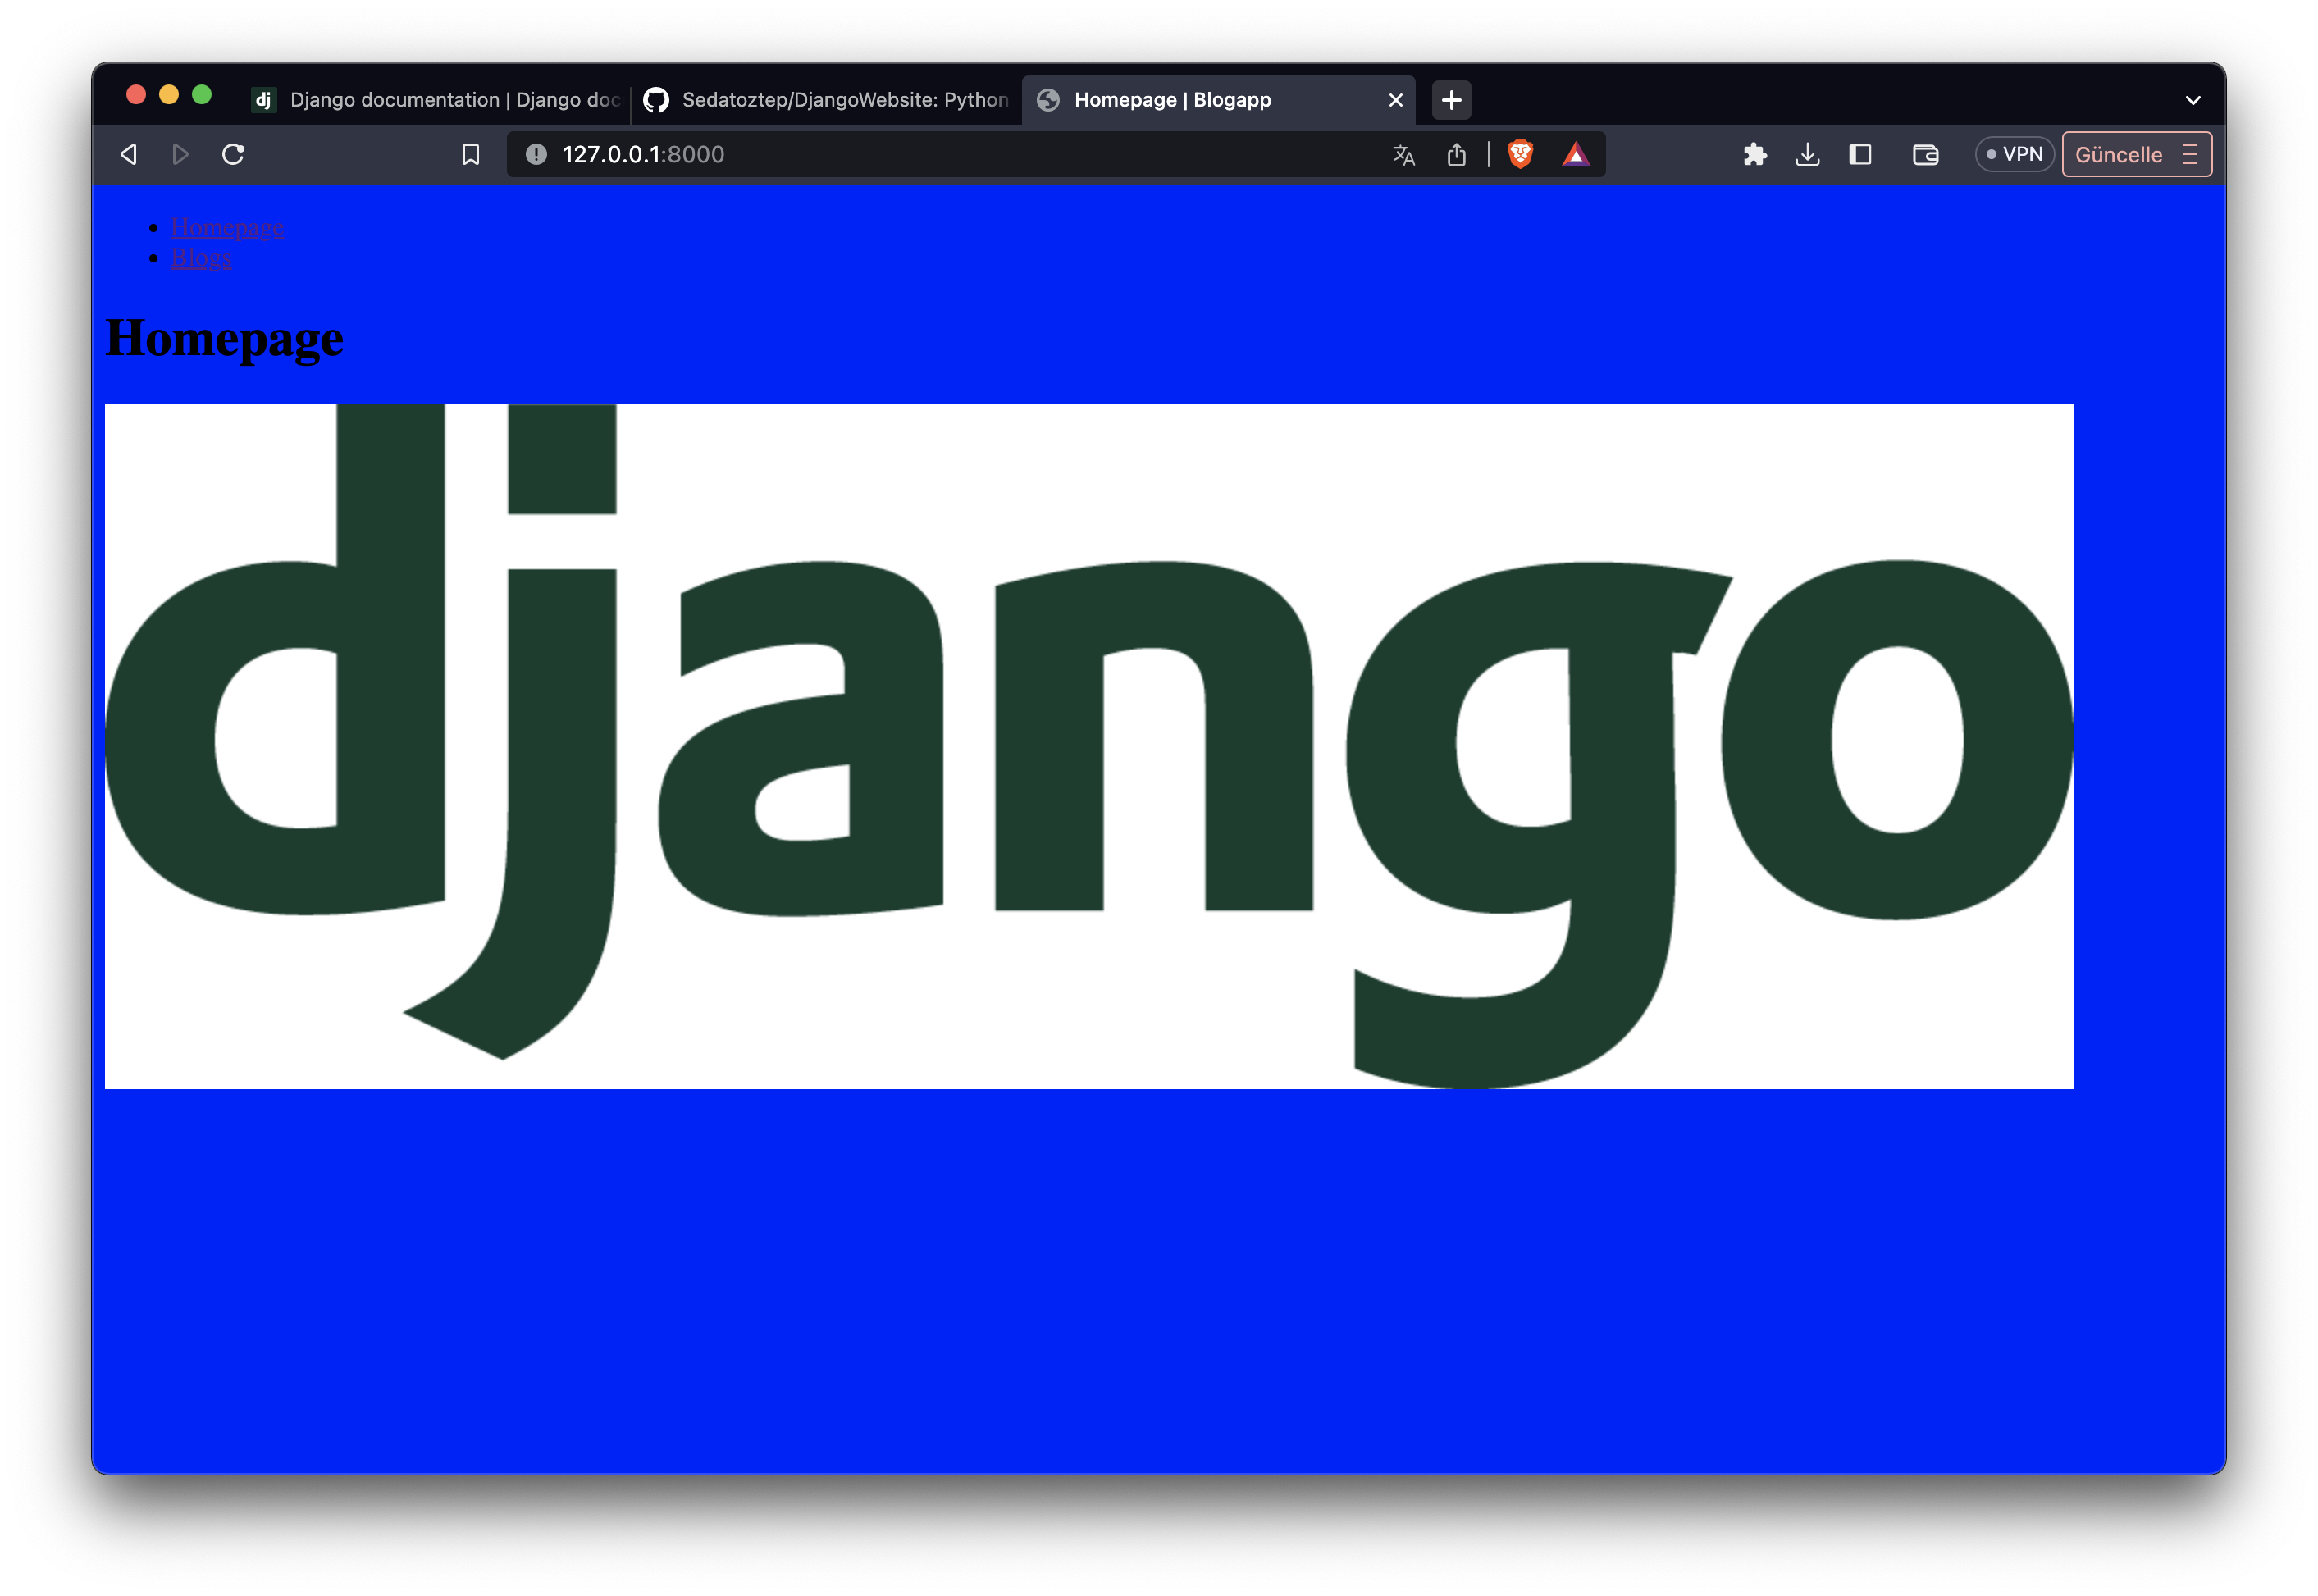 dj Django documentation | Django doc
Sedatoztep/DjangoWebsite: Python
Homepage | Blogapp
127.0.0.1:8000
VPN
Güncelle
Homepage
Blogs
Homepage
django